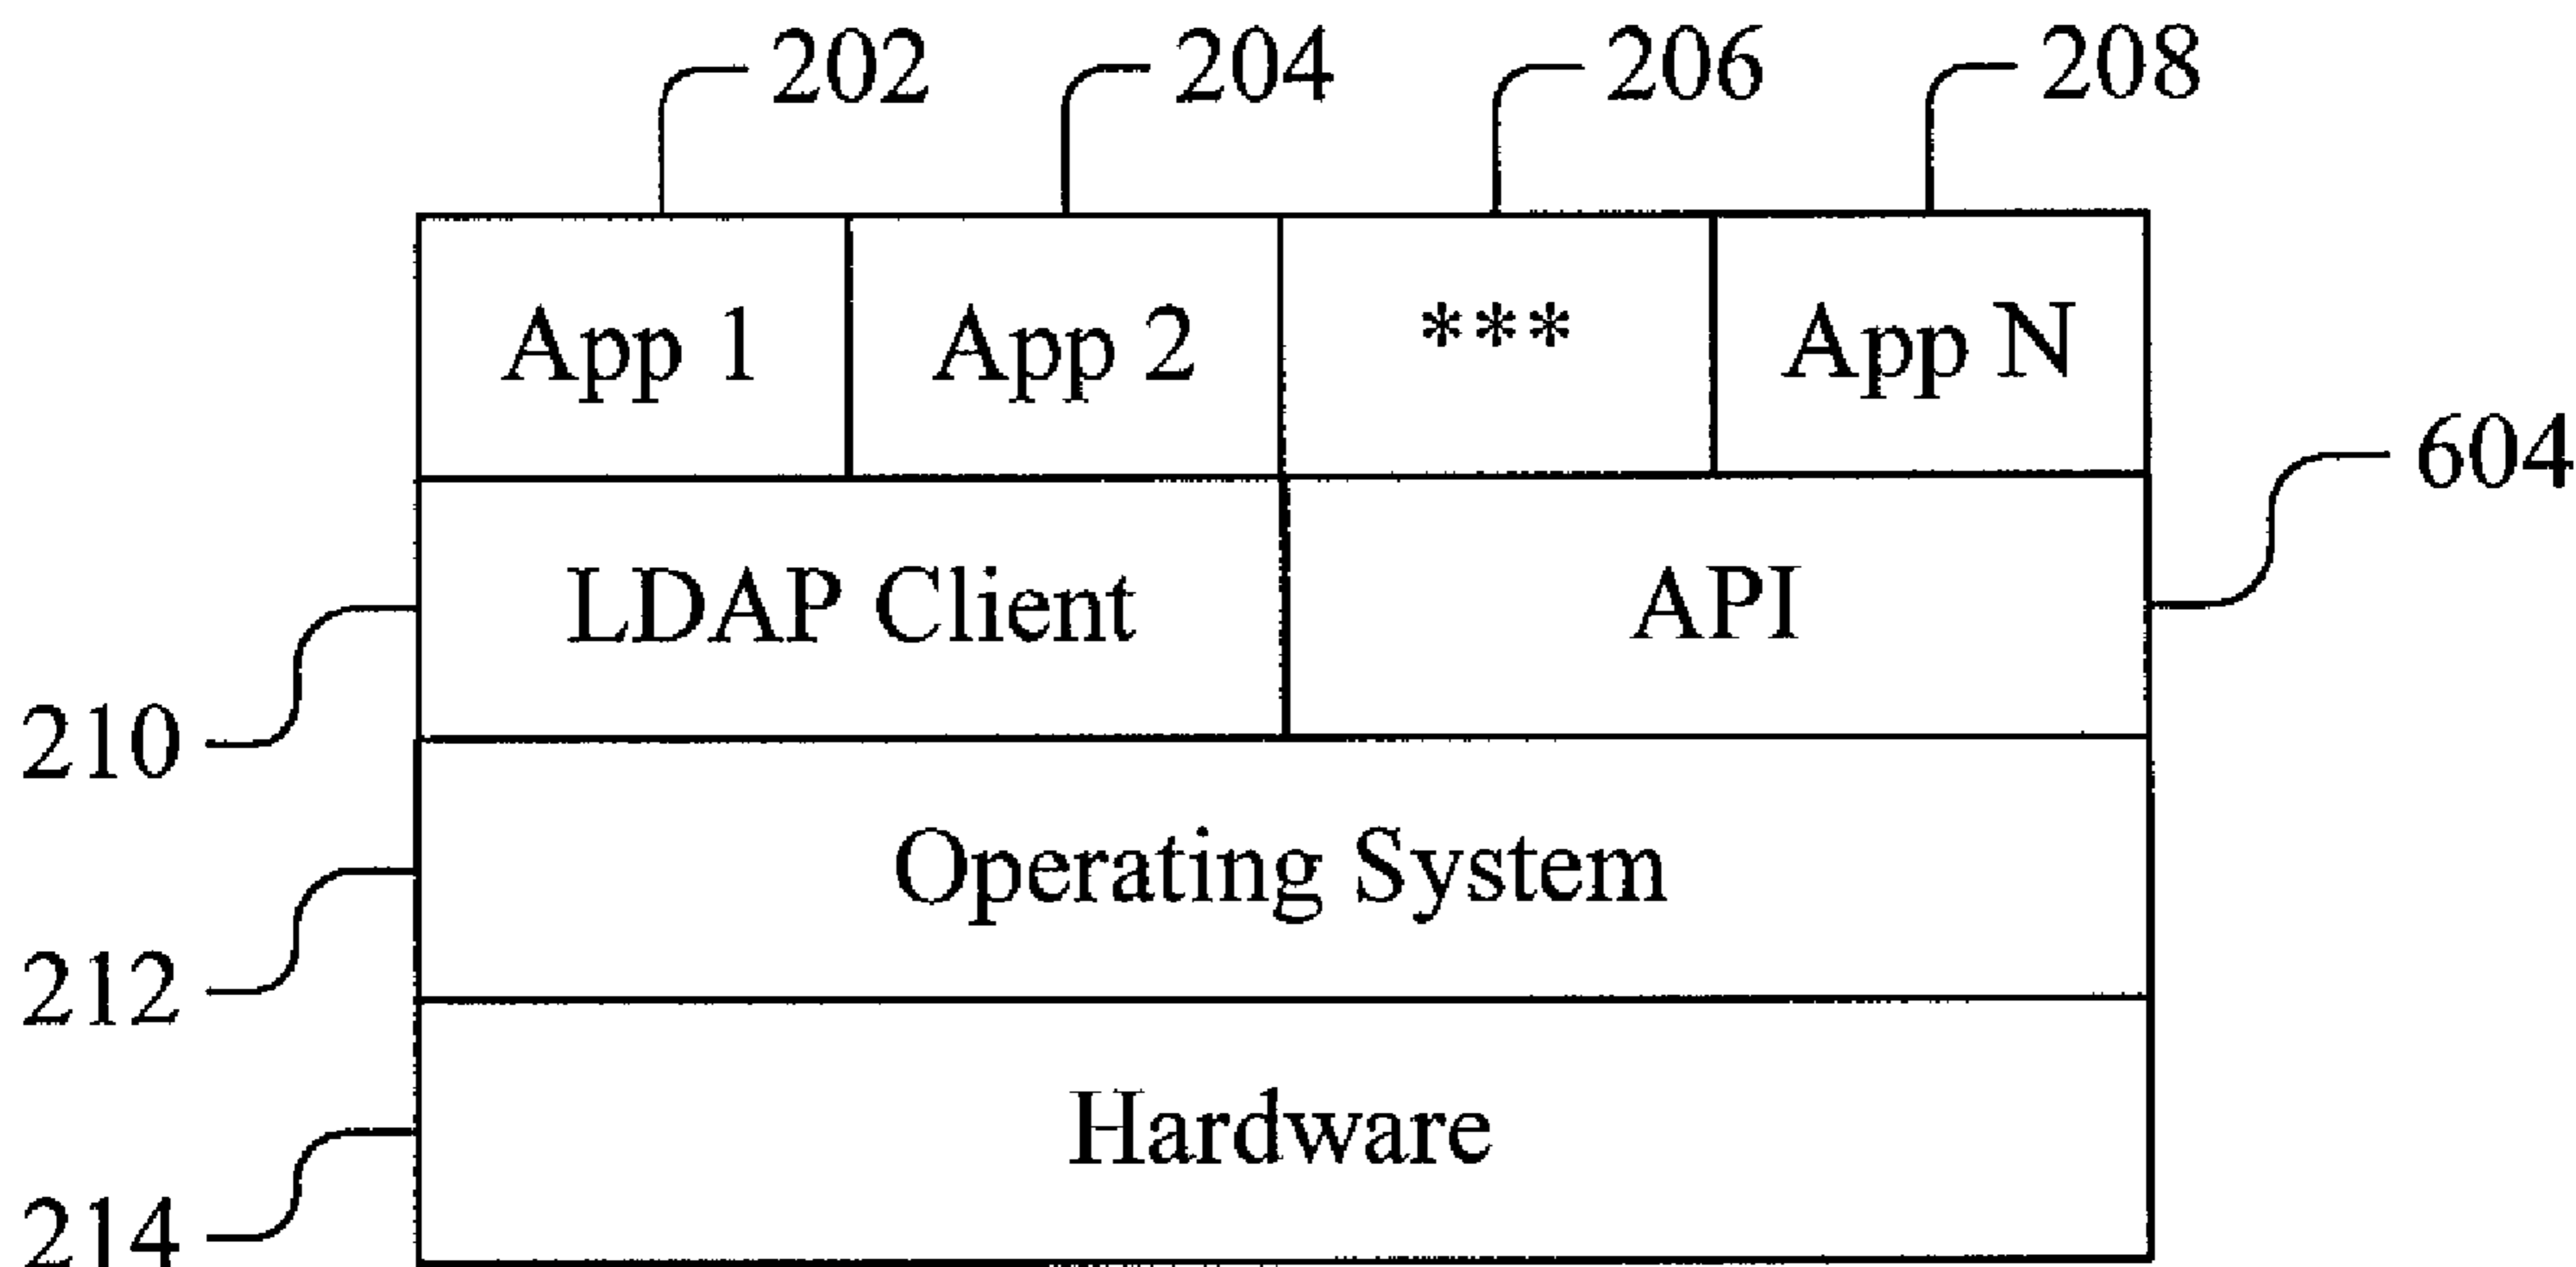 202 204 206 208
App 1 App 2 *** App N
604
LDAP Client API
210
Operating System
212
Hardware
214